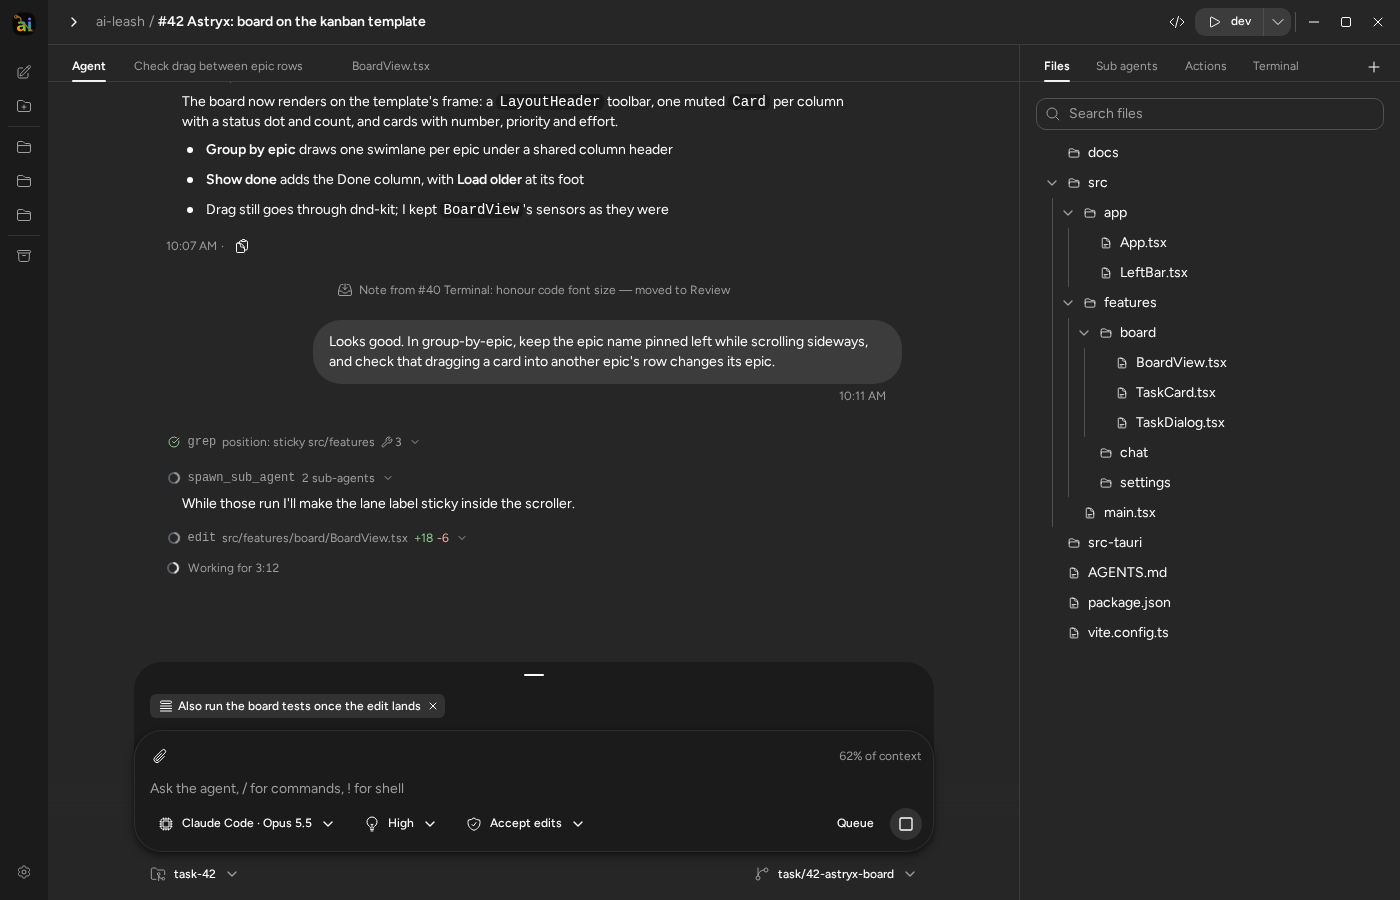 ai
ai-leash / #42 Astryx: board on the kanban template
dev
Agent
Check drag between epic rows
BoardView.tsx
Files
Sub agents
Actions
Terminal
The board now renders on the template's frame: a LayoutHeader toolbar, one muted Card per column
with a status dot and count, and cards with number, priority and effort.
Group by epic draws one swimlane per epic under a shared column header
Show done adds the Done column, with Load older at its foot
Drag still goes through dnd-kit; I kept BoardView's sensors as they were
10:07 AM ·
Note from #40 Terminal: honour code font size — moved to Review
Looks good. In group-by-epic, keep the epic name pinned left while scrolling sideways,
and check that dragging a card into another epic's row changes its epic.
10:11 AM
grep position: sticky src/features 3
spawn_sub_agent 2 sub-agents
While those run I'll make the lane label sticky inside the scroller.
edit src/features/board/BoardView.tsx +18 -6
Working for 3:12
Also run the board tests once the edit lands
62% of context
Ask the agent, / for commands, ! for shell
Claude Code · Opus 5.5
High
Accept edits
Queue
task-42
task/42-astryx-board
Search files
docs
src
app
App.tsx
LeftBar.tsx
features
board
BoardView.tsx
TaskCard.tsx
TaskDialog.tsx
chat
settings
main.tsx
src-tauri
AGENTS.md
package.json
vite.config.ts